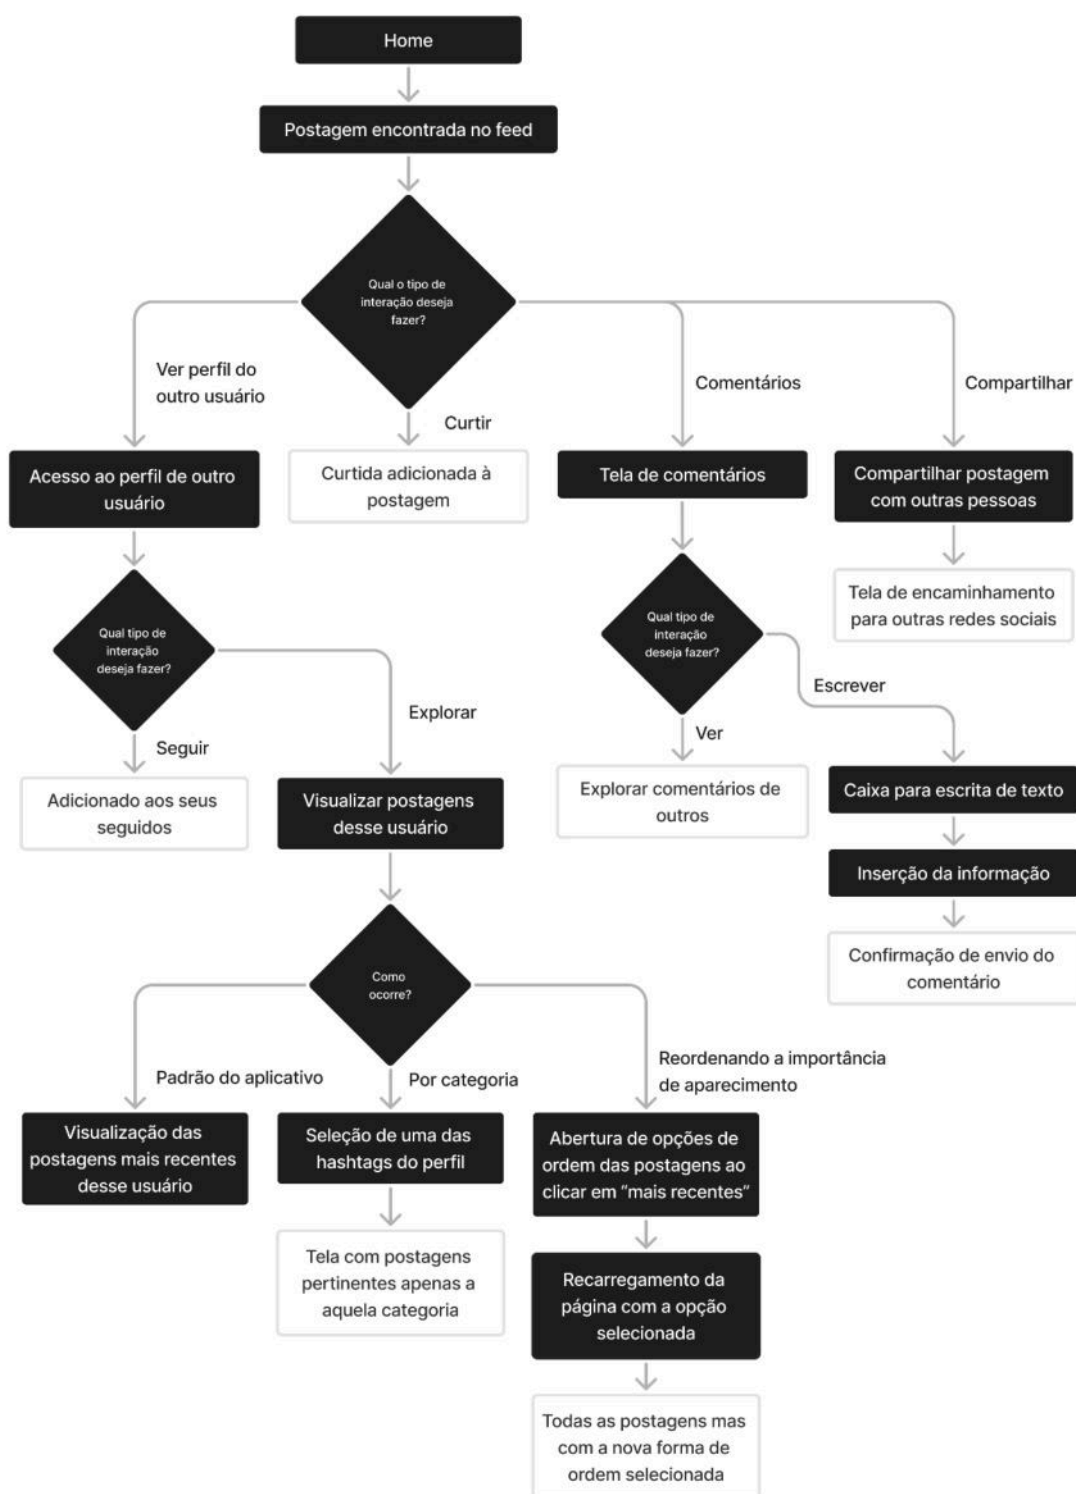 Home
Postagem encontrada no feed
Qual o tipo de
interação deseja
fazer?
Ver perfil do
outro usuário
Curtir
Comentários
Compartilhar
Acesso ao perfil de outro
usuário
Curtida adicionada à
postagem
Tela de comentários
Compartilhar postagem
com outras pessoas
Tela de encaminhamento
para outras redes sociais
Qual tipo de
interação
deseja fazer?
Seguir
Explorar
Qual tipo de
interação
deseja fazer?
Ver
Escrever
Adicionado aos seus
seguidos
Visualizar postagens
desse usuário
Explorar comentários de
outros
Caixa para escrita de texto
Inserção da informação
Confirmação de envio do
comentário
Como
ocorre?
Padrão do aplicativo
Por categoria
Reordenando a importância
de aparecimento
Visualização das
postagens mais recentes
desse usuário
Seleção de uma das
hashtags do perfil
Abertura de opções de
ordem das postagens ao
clicar em “mais recentes”
Tela com postagens
pertinentes apenas a
aquela categoria
Recarregamento da
página com a opção
selecionada
Todas as postagens mas
com a nova forma de
ordem selecionada